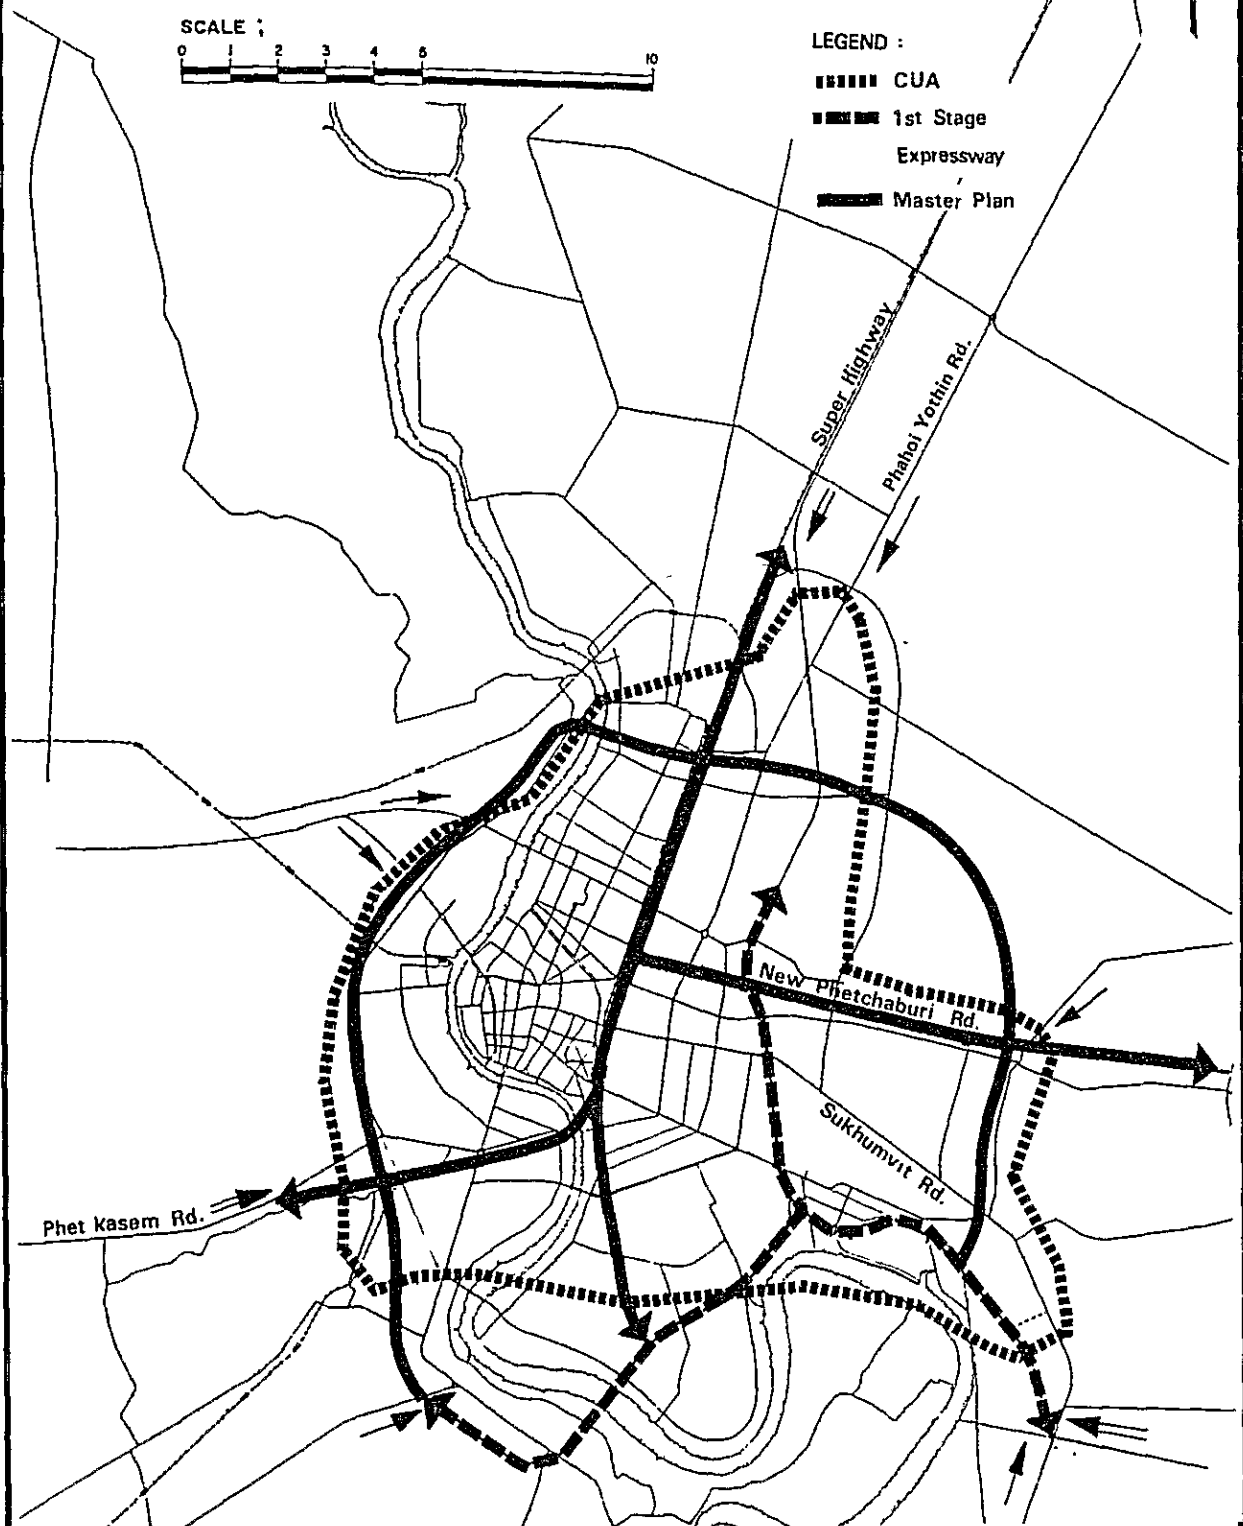 SCALE :
0 1 2 3 4 5 10
LEGEND :
CUA
1st Stage
Expressway
Master Plan
Super Highway
Phahoi Yothin Rd.
New Phetchaburi Rd.
Sukhumvit Rd.
Phet Kasem Rd.